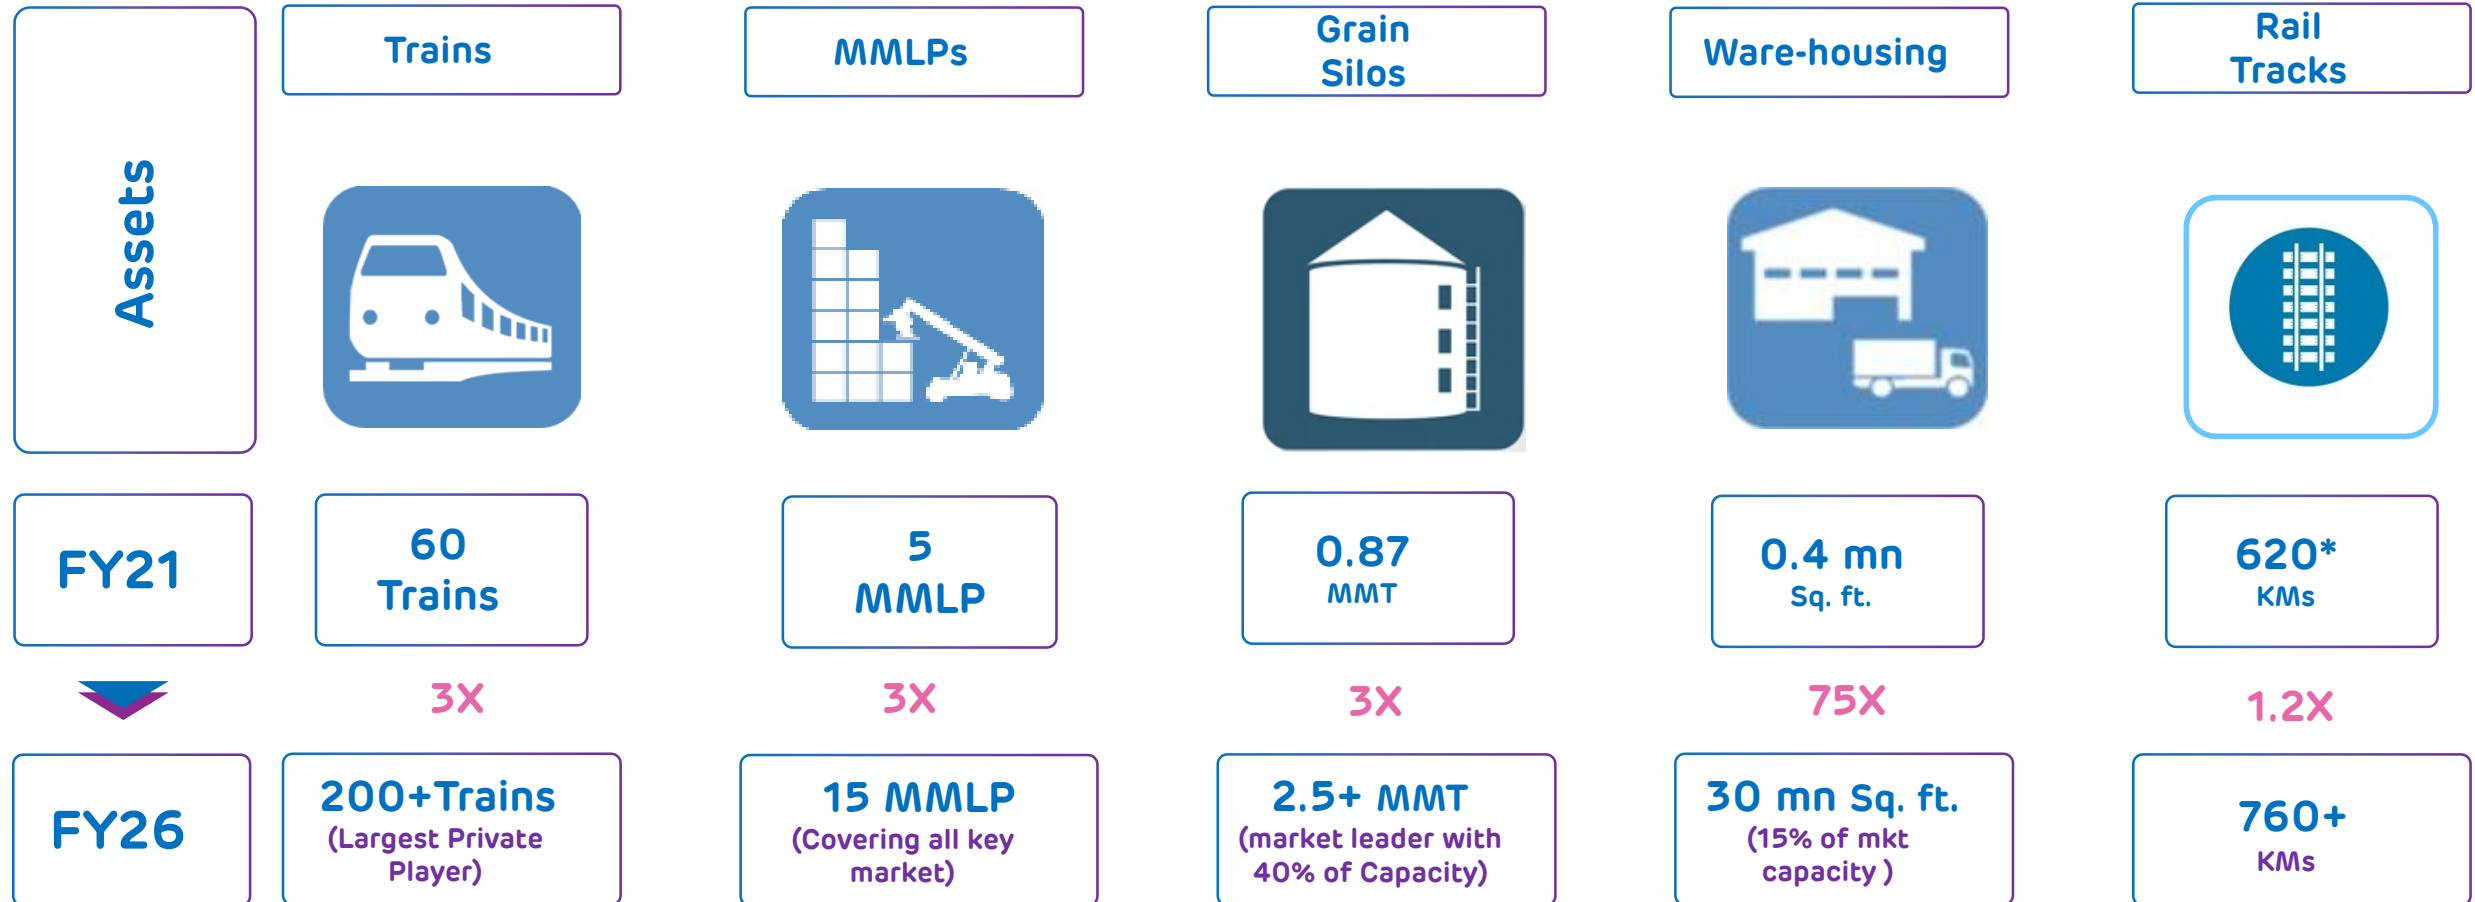 Assets
Trains
MMLPs
Grain
Silos
Ware-housing
Rail
Tracks
FY21
60
Trains
5
MMLP
0.87
MMT
0.4 mn
Sq. ft.
620*
KMs
3X
3X
3X
75X
1.2X
FY26
200+Trains
(Largest Private
Player)
15 MMLP
(Covering all key
market)
2.5+ MMT
(market leader with
40% of Capacity)
30 mn Sq. ft.
(15% of mkt
capacity )
760+
KMs